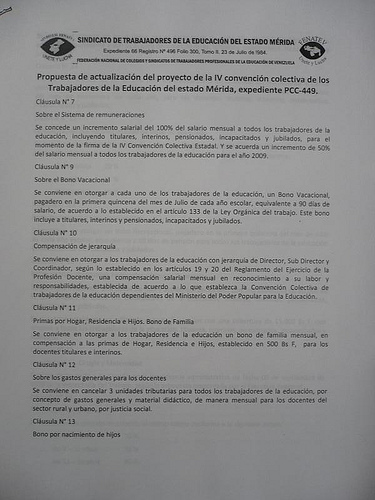 SINDICATO DE TRABAJADORES DE LA EDUCACIÓN DEL ESTADO MÉRIDA
Expediente 66 Registro Nº 496 Folio 300, Tomo II. 23 de Julio de 1984.
FEDERACIÓN NACIONAL DE COLEGIOS Y SINDICATOS DE TRABAJADORES PROFESIONALES DE LA EDUCACIÓN DE VENEZUELA
FENATEV
Propuesta de actualización del proyecto de la IV convención colectiva de los
Trabajadores de la Educación del estado Mérida, expediente PCC-449.
Cláusula N° 7
Sobre el Sistema de remuneraciones
Se concede un incremento salarial del 100% del salario mensual a todos los trabajadores de la
educación, incluyendo titulares, interinos, pensionados, incapacitados y jubilados, para el
momento de la firma de la IV Convención Colectiva Estadal. Y se acuerda un incremento de 50%
del salario mensual a todos los trabajadores de la educación para el año 2009.
Cláusula N° 9
Sobre el Bono Vacacional
Se conviene en otorgar a cada uno de los trabajadores de la educación, un Bono Vacacional,
pagadero en la primera quincena del mes de Julio de cada año escolar, equivalente a 90 días de
salario, de acuerdo a lo establecido en el artículo 133 de la Ley Orgánica del trabajo. Este bono
incluye a titulares, interinos y pensionados, incapacitados y jubilados.
Cláusula N° 10
Compensación de jerarquía
Se conviene en otorgar a los trabajadores de la educación con jerarquía de Director, Sub Director y
Coordinador, según lo establecido en los artículos 19 y 20 del Reglamento del Ejercicio de la
Profesión Docente, una compensación salarial mensual en reconocimiento a su labor y
responsabilidades, establecida de acuerdo a lo que establezca la Convención Colectiva de
trabajadores de la educación dependientes del Ministerio del Poder Popular para la Educación.
Cláusula N° 11
Primas por Hogar, Residencia e Hijos. Bono de Familia
Se conviene en otorgar a los trabajadores de la educación un bono de familia mensual, en
compensación a las primas de Hogar, Residencia e Hijos, establecido en 500 Bs F, para los
docentes titulares e interinos.
Cláusula N° 12
Sobre los gastos generales para los docentes
Se conviene en cancelar 3 unidades tributarias para todos los trabajadores de la educación, por
concepto de gastos generales y material didáctico, de manera mensual para los docentes del
sector rural y urbano, por justicia social.
Cláusula N° 13
Bono por nacimiento de hijos